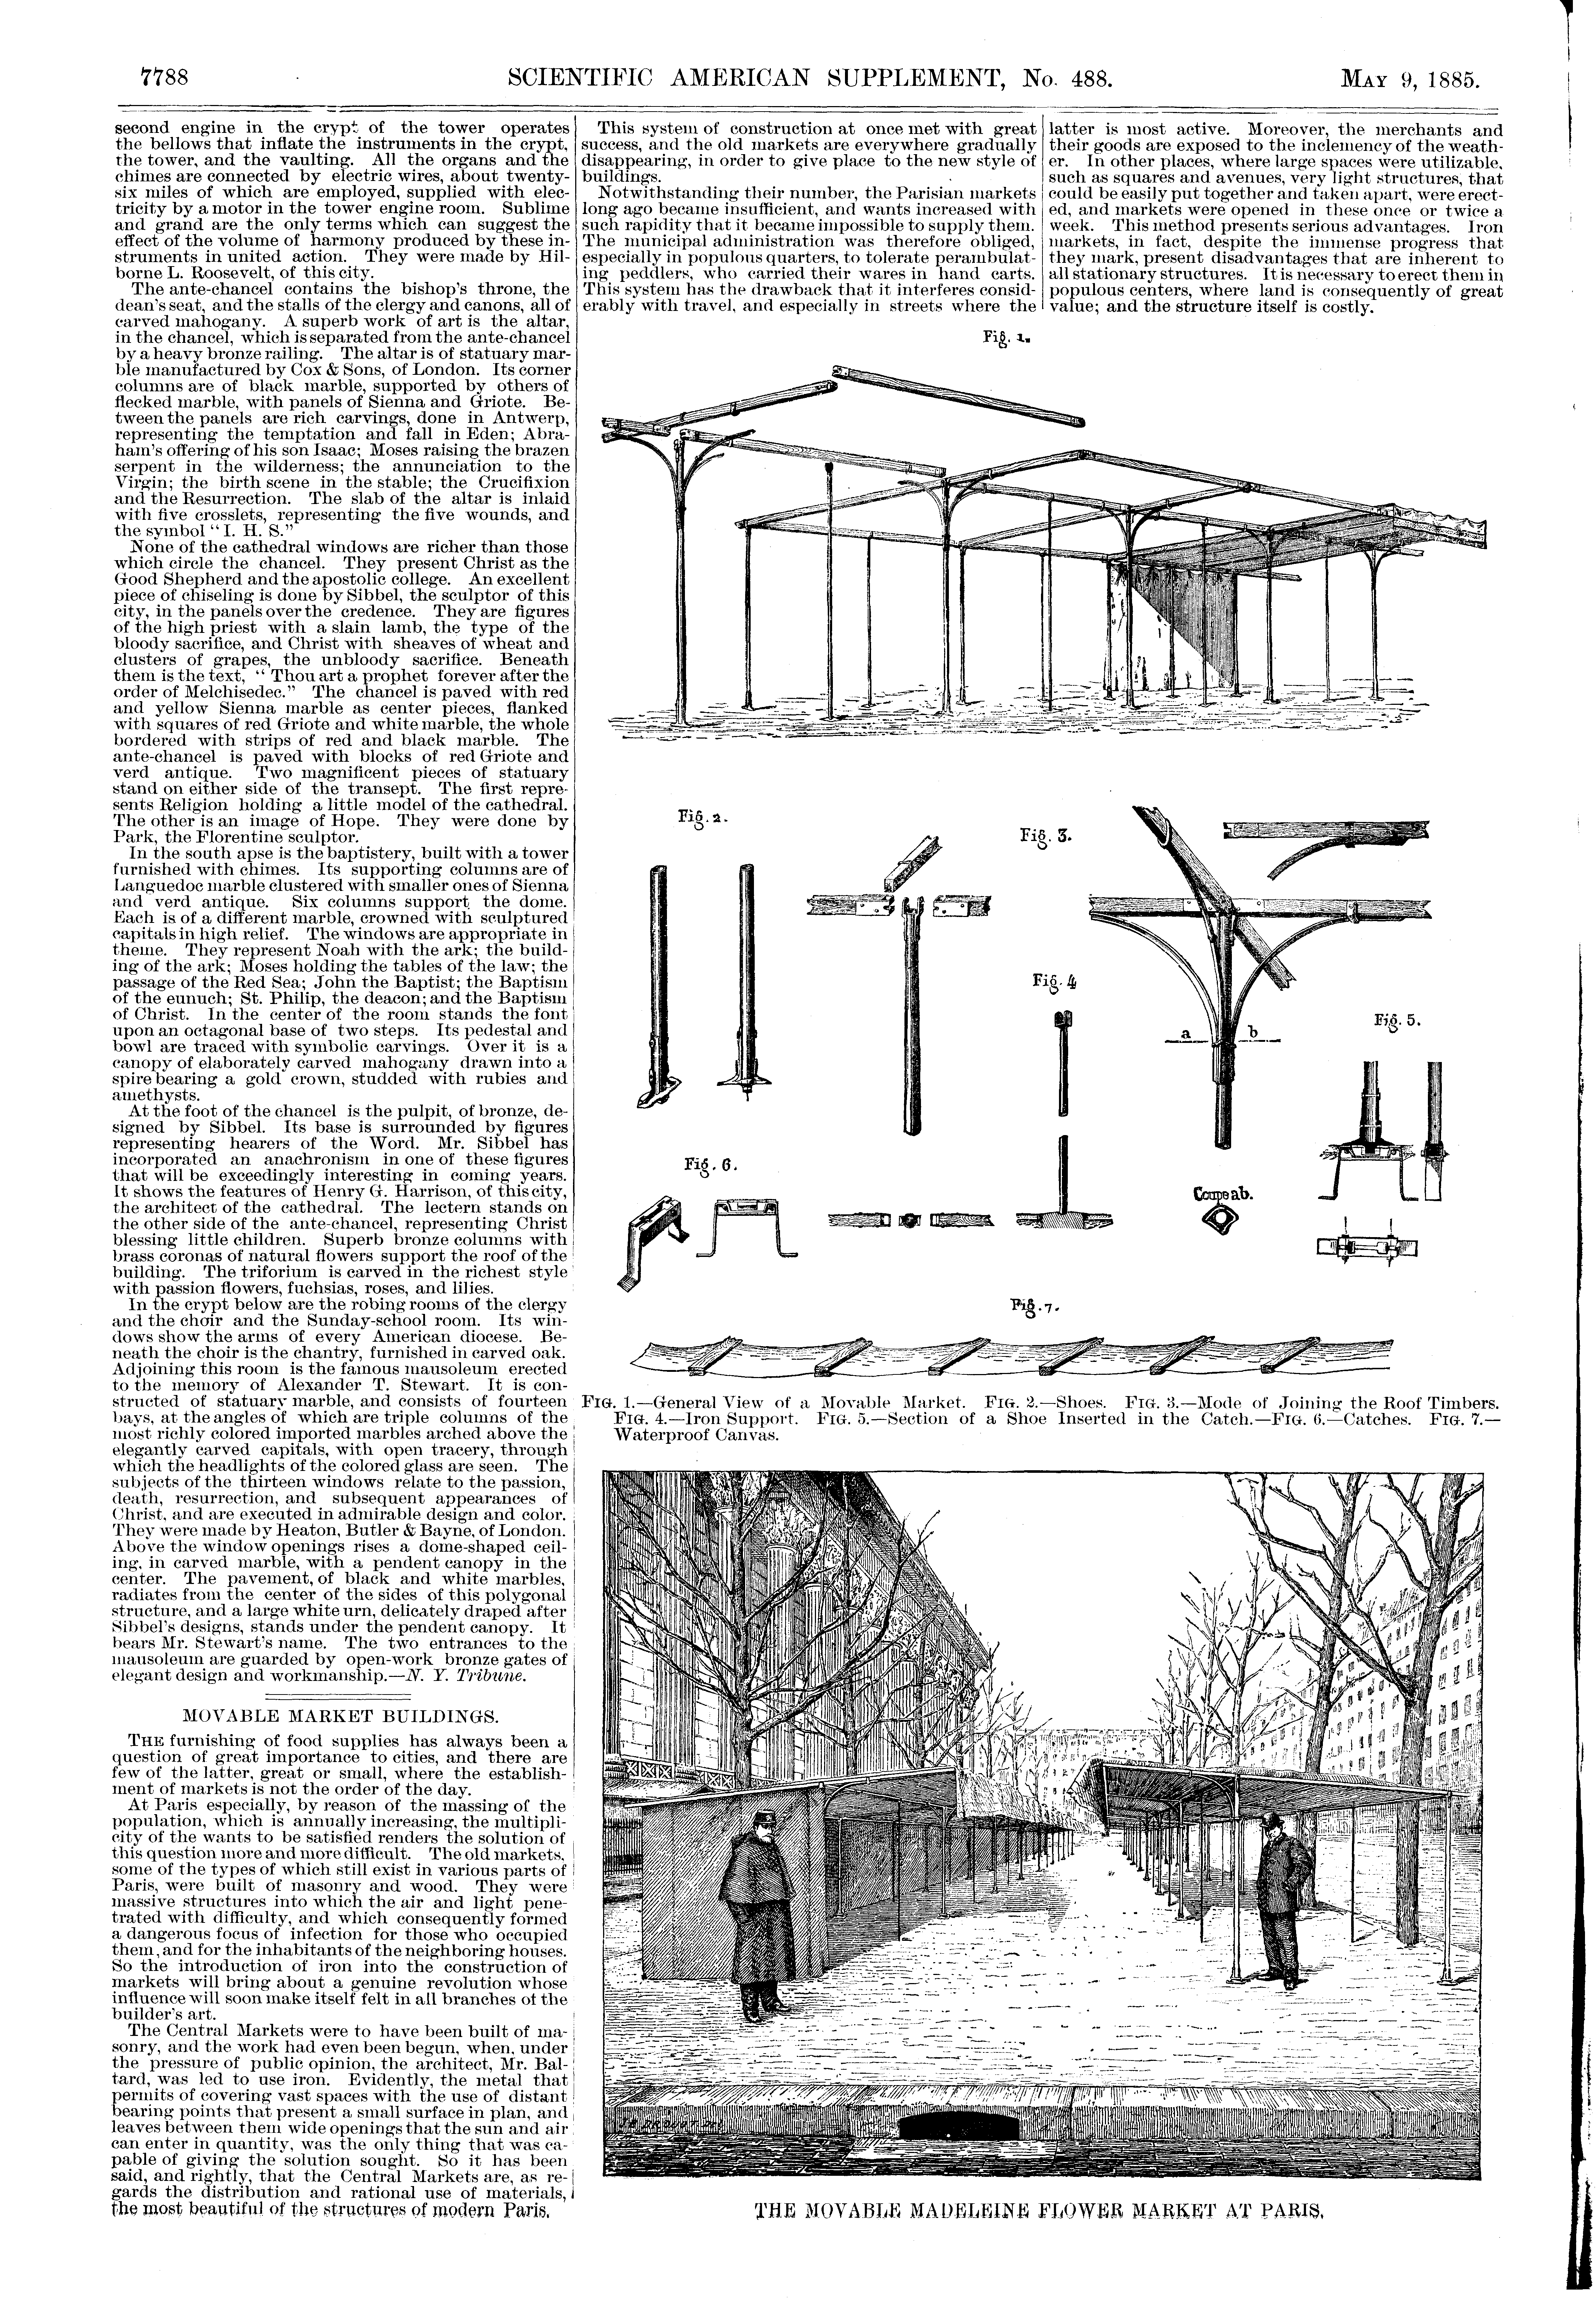 7788
SCIENTIFIC AMERICAN SUPPLEMENT, No. 488.
MAY 9, 1885.
second engine in the crypt of the tower operates
the bellows that inflate the instruments in the crypt,
the tower, and the vaulting. All the organs and the
chimes are connected by electric wires, about twenty-
six miles of which are employed, supplied with elec-
tricity by a motor in the tower engine room. Sublime
and grand are the only terms which can suggest the
effect of the volume of harmony produced by these in-
struments in united action. They were made by Hil-
borne L. Roosevelt, of this city.
The ante-chancel contains the bishop's throne, the
dean's seat, and the stalls of the clergy and canons, all of
carved mahogany. A superb work of art is the altar,
in the chancel, which is separated from the ante-chancel
by a heavy bronze railing. The altar is of statuary mar-
ble manufactured by Cox & Sons, of London. Its corner
columns are of black marble, supported by others of
flecked marble, with panels of Sienna and Griote. Be-
tween the panels are rich carvings, done in Antwerp,
representing the temptation and fall in Eden; Abra-
ham's offering of his son Isaac; Moses raising the brazen
serpent in the wilderness; the annunciation to the
Virgin; the birth scene in the stable; the Crucifixion
and the Resurrection. The slab of the altar is inlaid
with five crosslets, representing the five wounds, and
the symbol "I. H. S."
None of the cathedral windows are richer than those
which circle the chancel. They present Christ as the
Good Shepherd and the apostolic college. An excellent
piece of chiseling is done by Sibbel, the sculptor of this
city, in the panels over the credence. They are figures
of the high priest with a slain lamb, the type of the
bloody sacrifice, and Christ with sheaves of wheat and
clusters of grapes, the unbloody sacrifice. Beneath
them is the text, "Thou art a prophet forever after the
order of Melchisedec." The chancel is paved with red
and yellow Sienna marble as center pieces, flanked
with squares of red Griote and white marble, the whole
bordered with strips of red and black marble. The
ante-chancel is paved with blocks of red Griote and
verd antique. Two magnificent pieces of statuary
stand on either side of the transept. The first repre-
sents Religion holding a little model of the cathedral.
The other is an image of Hope. They were done by
Park, the Florentine sculptor.
In the south apse is the baptistery, built with a tower
furnished with chimes. Its supporting columns are of
Languedoc marble clustered with smaller ones of Sienna
and verd antique. Six columns support the dome.
Each is of a different marble, crowned with sculptured
capitals in high relief. The windows are appropriate in
theme. They represent Noah with the ark; the build-
ing of the ark; Moses holding the tables of the law; the
passage of the Red Sea; John the Baptist; the Baptism
of the eunuch; St. Philip, the deacon; and the Baptism
of Christ. In the center of the room stands the font
upon an octagonal base of two steps. Its pedestal and
bowl are traced with symbolic carvings. Over it is a
canopy of elaborately carved mahogany drawn into a
spire bearing a gold crown, studded with rubies and
amethysts.
At the foot of the chancel is the pulpit, of bronze, de-
signed by Sibbel. Its base is surrounded by figures
representing hearers of the Word. Mr. Sibbel has
incorporated an anachronism in one of these figures
that will be exceedingly interesting in coming years.
It shows the features of Henry G. Harrison, of this city,
the architect of the cathedral. The lectern stands on
the other side of the ante-chancel, representing Christ
blessing little children. Superb bronze columns with
brass coronas of natural flowers support the roof of the
building. The triforium is carved in the richest style
with passion flowers, fuchsias, roses, and lilies.
In the crypt below are the robing rooms of the clergy
and the choir and the Sunday-school room. Its win-
dows show the arms of every American diocese. Be-
neath the choir is the chantry, furnished in carved oak.
Adjoining this room is the famous mausoleum erected
to the memory of Alexander T. Stewart. It is con-
structed of statuary marble, and consists of fourteen
bays, at the angles of which are triple columns of the
most richly colored imported marbles arched above the
elegantly carved capitals, with open tracery, through
which the headlights of the colored glass are seen. The
subjects of the thirteen windows relate to the passion,
death, resurrection, and subsequent appearances of
Christ, and are executed in admirable design and color.
They were made by Heaton, Butler & Bayne, of London.
Above the window openings rises a dome-shaped ceil-
ing, in carved marble, with a pendent canopy in the
center. The pavement, of black and white marbles,
radiates from the center of the sides of this polygonal
structure, and a large white urn, delicately draped after
Sibbel's designs, stands under the pendent canopy. It
bears Mr. Stewart's name. The two entrances to the
mausoleum are guarded by open-work bronze gates of
elegant design and workmanship.—N. Y. Tribune.
MOVABLE MARKET BUILDINGS.
THE furnishing of food supplies has always been a
question of great importance to cities, and there are
few of the latter, great or small, where the establish-
ment of markets is not the order of the day.
At Paris especially, by reason of the massing of the
population, which is annually increasing, the multipli-
city of the wants to be satisfied renders the solution of
this question more and more difficult. The old markets,
some of the types of which still exist in various parts of
Paris, were built of masonry and wood. They were
massive structures into which the air and light pene-
trated with difficulty, and which consequently formed
a dangerous focus of infection for those who occupied
them, and for the inhabitants of the neighboring houses.
So the introduction of iron into the construction of
markets will bring about a genuine revolution whose
influence will soon make itself felt in all branches of the
builder's art.
The Central Markets were to have been built of ma-
sonry, and the work had even been begun, when, under
the pressure of public opinion, the architect, Mr. Bal-
tard, was led to use iron. Evidently, the metal that
permits of covering vast spaces with the use of distant
bearing points that present a small surface in plan, and
leaves between them wide openings that the sun and air
can enter in quantity, was the only thing that was ca-
pable of giving the solution sought. So it has been
said, and rightly, that the Central Markets are, as re-
gards the distribution and rational use of materials,
the most beautiful of the structures of modern Paris.
This system of construction at once met with great
success, and the old markets are everywhere gradually
disappearing, in order to give place to the new style of
buildings.
Notwithstanding their number, the Parisian markets
long ago became insufficient, and wants increased with
such rapidity that it became impossible to supply them.
The municipal administration was therefore obliged,
especially in populous quarters, to tolerate perambulat-
ing peddlers, who carried their wares in hand carts.
This system has the drawback that it interferes consid-
erably with travel, and especially in streets where the
latter is most active. Moreover, the merchants and
their goods are exposed to the inclemency of the weath-
er. In other places, where large spaces were utilizable,
such as squares and avenues, very light structures, that
could be easily put together and taken apart, were erect-
ed, and markets were opened in these once or twice a
week. This method presents serious advantages. Iron
markets, in fact, despite the immense progress that
they mark, present disadvantages that are inherent to
all stationary structures. It is necessary to erect them in
populous centers, where land is consequently of great
value; and the structure itself is costly.
Fig. 1.
Fig. 2.
Fig. 3.
Fig. 4
a b
Fig. 5.
Fig. 6.
Coupe ab.
Fig. 7.
FIG. 1.—General View of a Movable Market. FIG. 2.—Shoes. FIG. 3.—Mode of Joining the Roof Timbers.
FIG. 4.—Iron Support. FIG. 5.—Section of a Shoe Inserted in the Catch.—FIG. 6.—Catches. FIG. 7.—
Waterproof Canvas.
THE MOVABLE MADELEINE FLOWER MARKET AT PARIS.